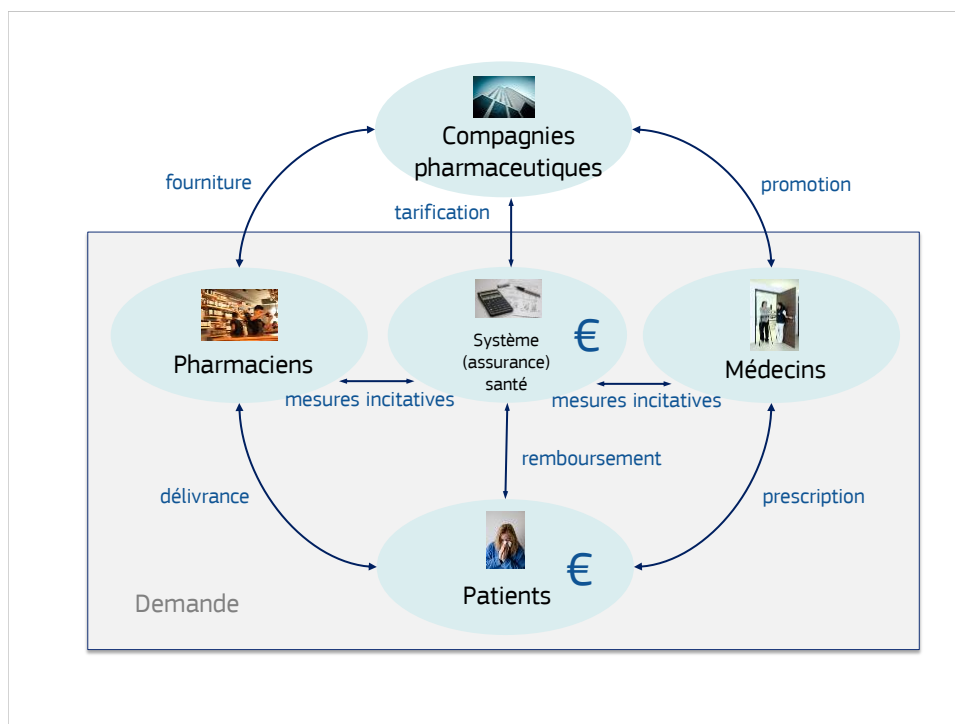 Compagnies
pharmaceutiques
fourniture
promotion
tarification
Pharmaciens
Système
(assurance)
santé
€
Médecins
mesures incitatives
mesures incitatives
remboursement
délivrance
prescription
Patients
€
Demande